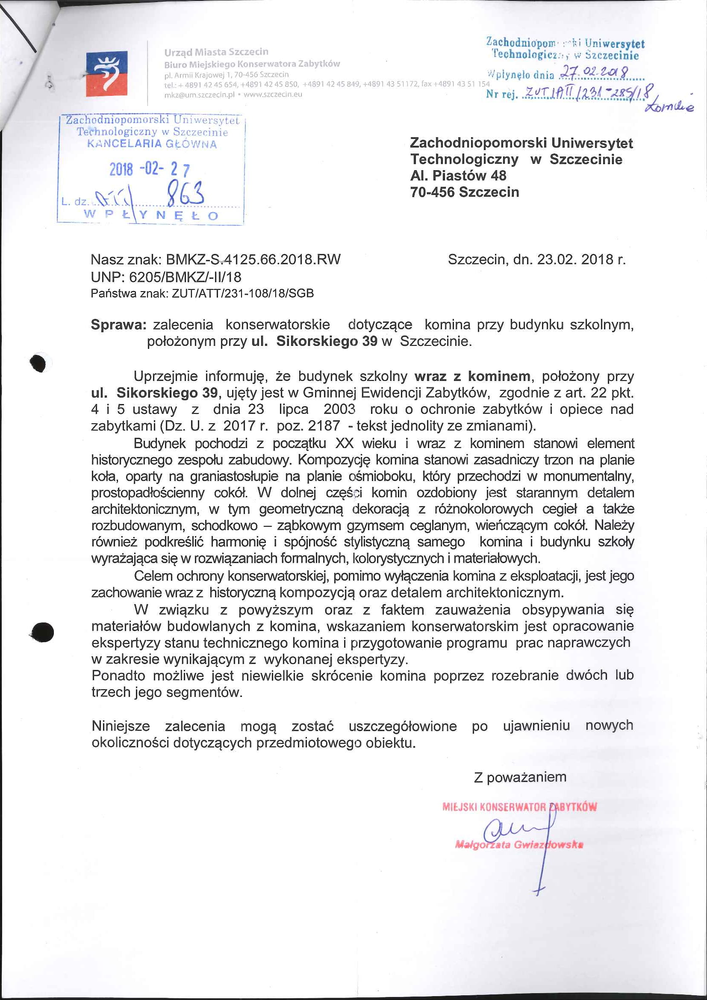 Urząd Miasta Szczecin
Biuro Miejskiego Konserwatora Zabytków
pl. Armii Krajowej 1, 70-456 Szczecin
tel.: + 4891 42 45 654, +4891 42 45 850, +4891 42 45 849, +4891 43 51172, fax +4891 43 51 154
mkz@um.szczecin.pl • www.szczecin.eu
Uniwersytet
w Szczecinie
Wpłynęło dnia 27.02.2018
Nr rej. ZUT/ATT/231-285/18
Zachodniopomorski Uniwersytet
Technologiczny w Szczecinie
KANCELARIA GŁÓWNA
2018 -02- 27
L. dz. 863
WPŁYNĘŁO
Zachodniopomorski Uniwersytet
Technologiczny w Szczecinie
Al. Piastów 48
70-456 Szczecin
Nasz znak: BMKZ-S.4125.66.2018.RW Szczecin, dn. 23.02. 2018 r.
UNP: 6205/BMKZ/-II/18
Państwa znak: ZUT/ATT/231-108/18/SGB
Sprawa: zalecenia konserwatorskie dotyczące komina przy budynku szkolnym,
położonym przy ul. Sikorskiego 39 w Szczecinie.
Uprzejmie informuję, że budynek szkolny wraz z kominem, położony przy
ul. Sikorskiego 39, ujęty jest w Gminnej Ewidencji Zabytków, zgodnie z art. 22 pkt.
4 i 5 ustawy z dnia 23 lipca 2003 roku o ochronie zabytków i opiece nad
zabytkami (Dz. U. z 2017 r. poz. 2187 - tekst jednolity ze zmianami).
Budynek pochodzi z początku XX wieku i wraz z kominem stanowi element
historycznego zespołu zabudowy. Kompozycję komina stanowi zasadniczy trzon na planie
koła, oparty na graniastosłupie na planie ośmioboku, który przechodzi w monumentalny,
prostopadłościenny cokół. W dolnej części komin ozdobiony jest starannym detalem
architektonicznym, w tym geometryczną dekoracją z różnokolorowych cegieł a także
rozbudowanym, schodkowo – ząbkowym gzymsem ceglanym, wieńczącym cokół. Należy
również podkreślić harmonię i spójność stylistyczną samego komina i budynku szkoły
wyrażająca się w rozwiązaniach formalnych, kolorystycznych i materiałowych.
Celem ochrony konserwatorskiej, pomimo wyłączenia komina z eksploatacji, jest jego
zachowanie wraz z historyczną kompozycją oraz detalem architektonicznym.
W związku z powyższym oraz z faktem zauważenia obsypywania się
materiałów budowlanych z komina, wskazaniem konserwatorskim jest opracowanie
ekspertyzy stanu technicznego komina i przygotowanie programu prac naprawczych
w zakresie wynikającym z wykonanej ekspertyzy.
Ponadto możliwe jest niewielkie skrócenie komina poprzez rozebranie dwóch lub
trzech jego segmentów.
Niniejsze zalecenia mogą zostać uszczegółowione po ujawnieniu nowych
okoliczności dotyczących przedmiotowego obiektu.
Z poważaniem
MIEJSKI KONSERWATOR ZABYTKÓW
Małgorzata Gwiazdowska